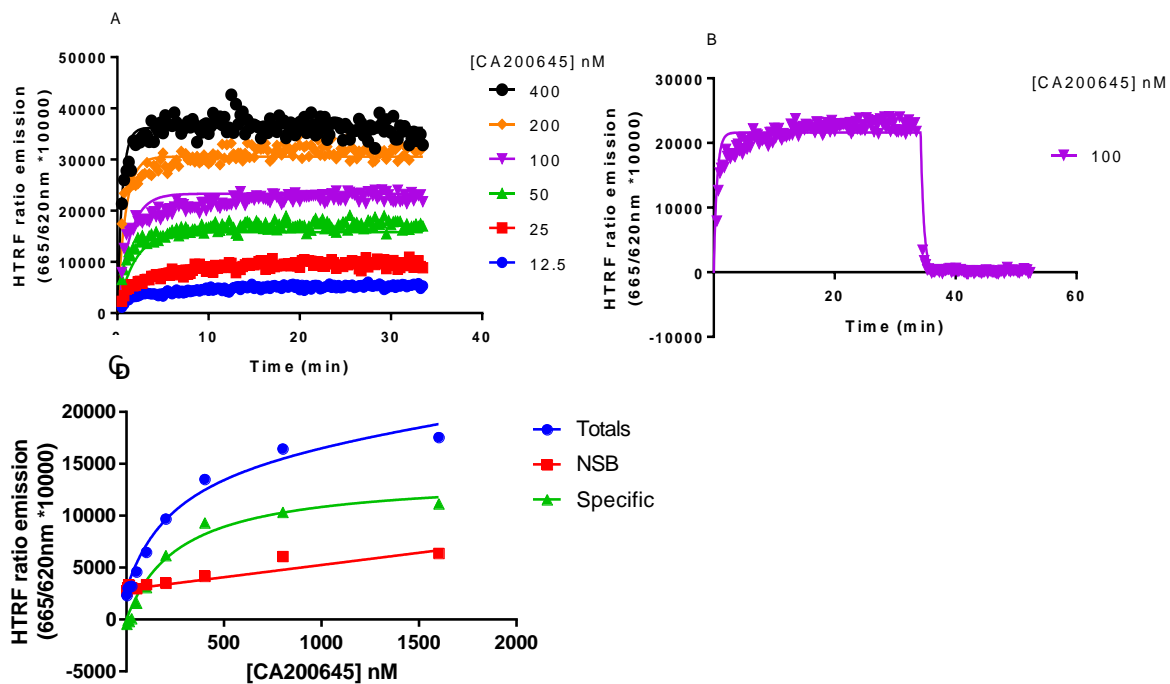 A
HTRF ratio emission
(665/620nm *10000)
50000
40000
30000
20000
10000
0
10
20
30
40
Time (min)
[CA200645] nM
400
200
100
50
25
12.5
B
HTRF ratio emission
(665/620nm *10000)
30000
20000
10000
0
-10000
20
40
60
Time (min)
[CA200645] nM
100
C
D
HTRF ratio emission
(665/620nm *10000)
20000
15000
10000
5000
0
-5000
500
1000
1500
2000
[CA200645] nM
Totals
NSB
Specific